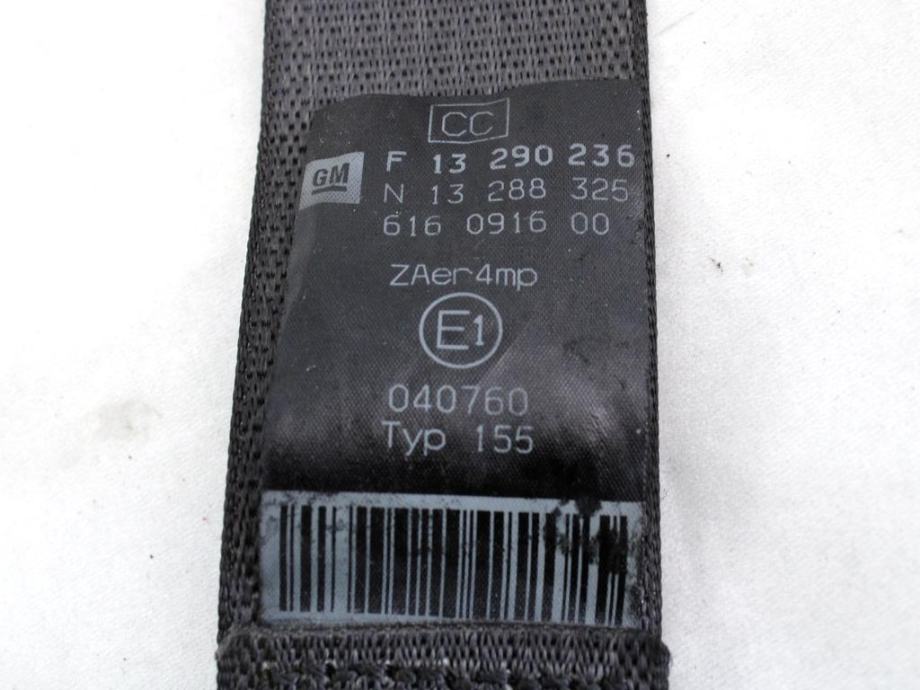 CC
F 13 290 236
GM
N 13 288 325
616 0916 00
ZAer4mp
E1
040760
Typ 155